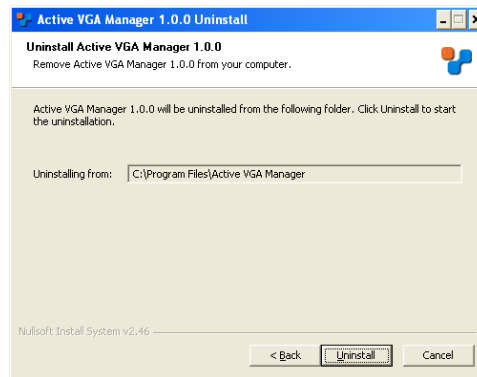 Active VGA Manager 1.0.0 Uninstall
Uninstall Active VGA Manager 1.0.0
Remove Active VGA Manager 1.0.0 from your computer.
Active VGA Manager 1.0.0 will be uninstalled from the following folder. Click Uninstall to start
the uninstallation.
Uninstalling from: C:\Program Files\Active VGA Manager
Nullsoft Install System v2.46
< Back Uninstall Cancel